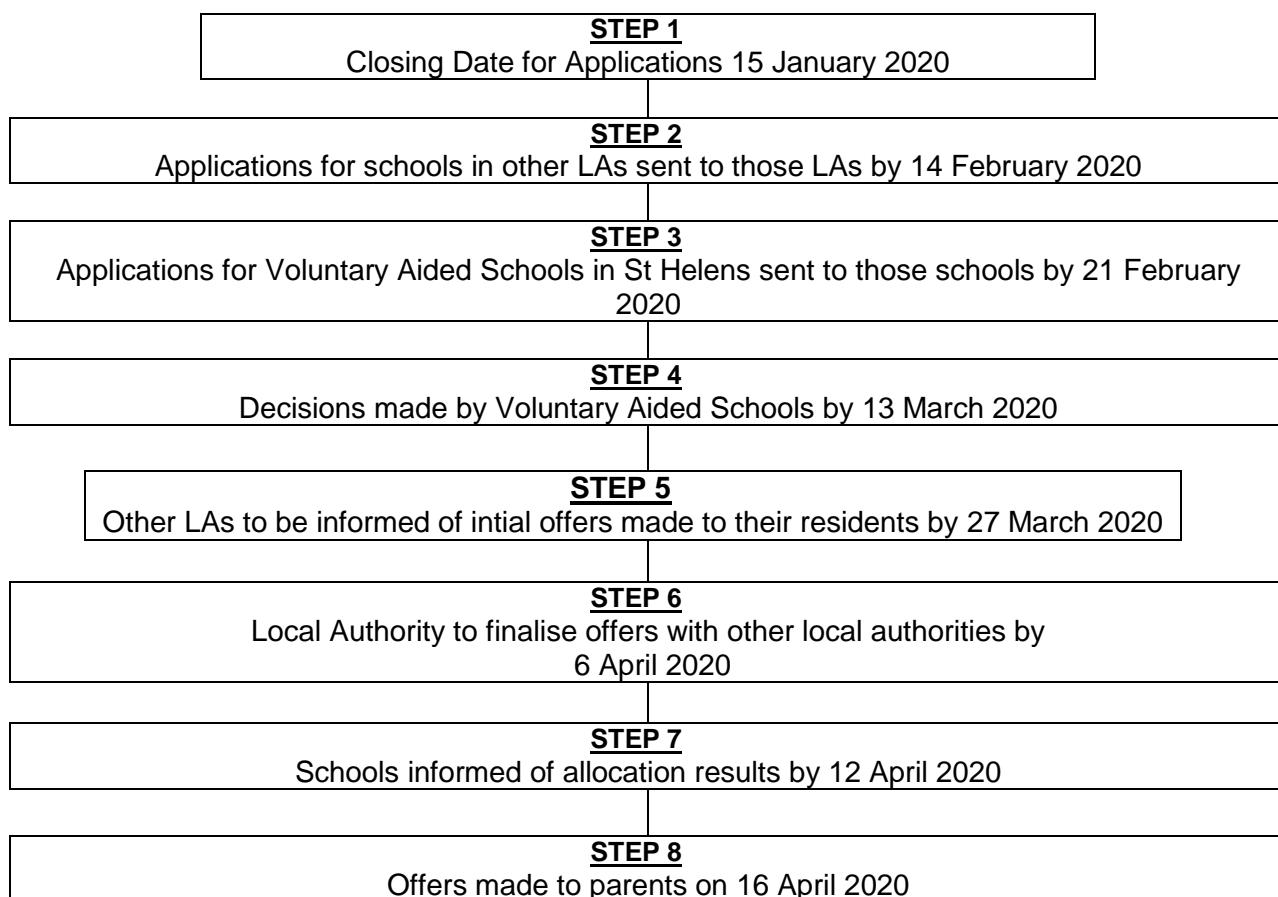 STEP 1
Closing Date for Applications 15 January 2020
STEP 2
Applications for schools in other LAs sent to those LAs by 14 February 2020
STEP 3
Applications for Voluntary Aided Schools in St Helens sent to those schools by 21 February
2020
STEP 4
Decisions made by Voluntary Aided Schools by 13 March 2020
STEP 5
Other LAs to be informed of intial offers made to their residents by 27 March 2020
STEP 6
Local Authority to finalise offers with other local authorities by
6 April 2020
STEP 7
Schools informed of allocation results by 12 April 2020
STEP 8
Offers made to parents on 16 April 2020